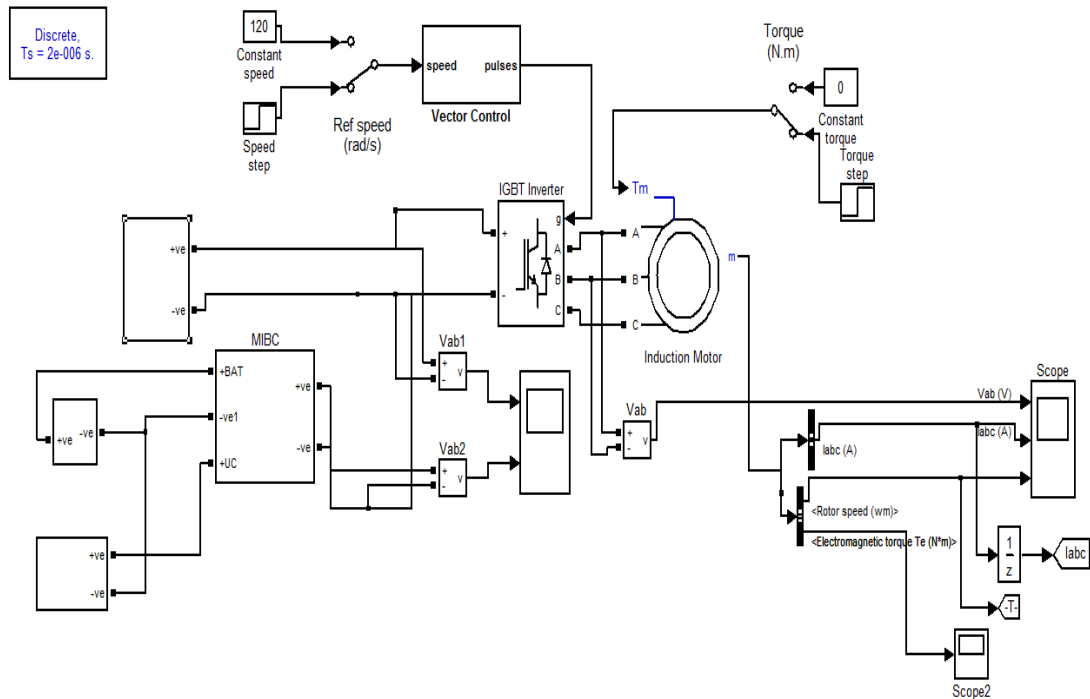 Discrete,
Ts = 2e-006 s.
120
Constant
speed
Speed
step
Ref speed
(rad/s)
speed
pulses
Vector Control
Torque
(N.m)
0
Constant
torque
Torque
step
IGBT Inverter
g
+
A
B
-
C
Tm
A
B
C
m
Induction Motor
+ve
-ve
MIBC
+BAT
+ve
-ve1
-ve
+UC
+ve
-ve
+ve
-ve
Vab1
+
-
v
Vab2
+
-
v
Vab
+
-
v
Scope
Vab (V)
Iabc (A)
Iabc (A)
<Rotor speed (wm)>
<Electromagnetic torque Te (N*m)>
1
z
Iabc
-T-
Scope2